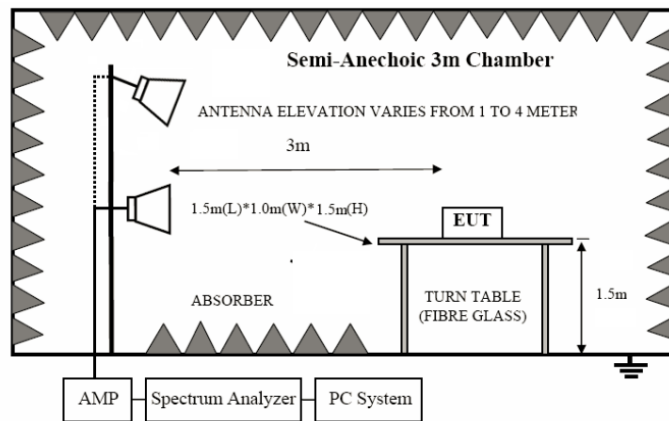 Semi-Anechoic 3m Chamber
ANTENNA ELEVATION VARIES FROM 1 TO 4 METER
3m
1.5m(L)*1.0m(W)*1.5m(H)
EUT
ABSORBER
TURN TABLE
(FIBRE GLASS)
1.5m
AMP
Spectrum Analyzer
PC System